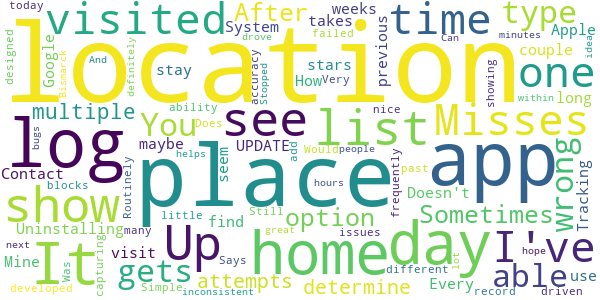 today
designed
Google
visited
After
System
drove
takes
weeks
failed
Can
time
previous
type
Apple
couple
idea
And
stay
accuracy
stars
How
Stopped
definitely
Bismarck
minutes
showing
location
one
within
long
multiple
ability
You
Does
see
UPDATE
add
nice
Very
list
Misses
log
maybe
bugs
Contact
blocks
Routinely
helps
seem
Would
people
frequently
past
Doesn't
Wrong
Tracking
place
app
show
many
find
hours
option
Sometimes
issues
Uninstalling
visit
Up
home
day
I've
Mine
little
Still
great
different
Every
use
next
It
Was
capturing
gets
Says
attempts
determine
lot
record
able
driven
hope
developed
Simple
inconsistent